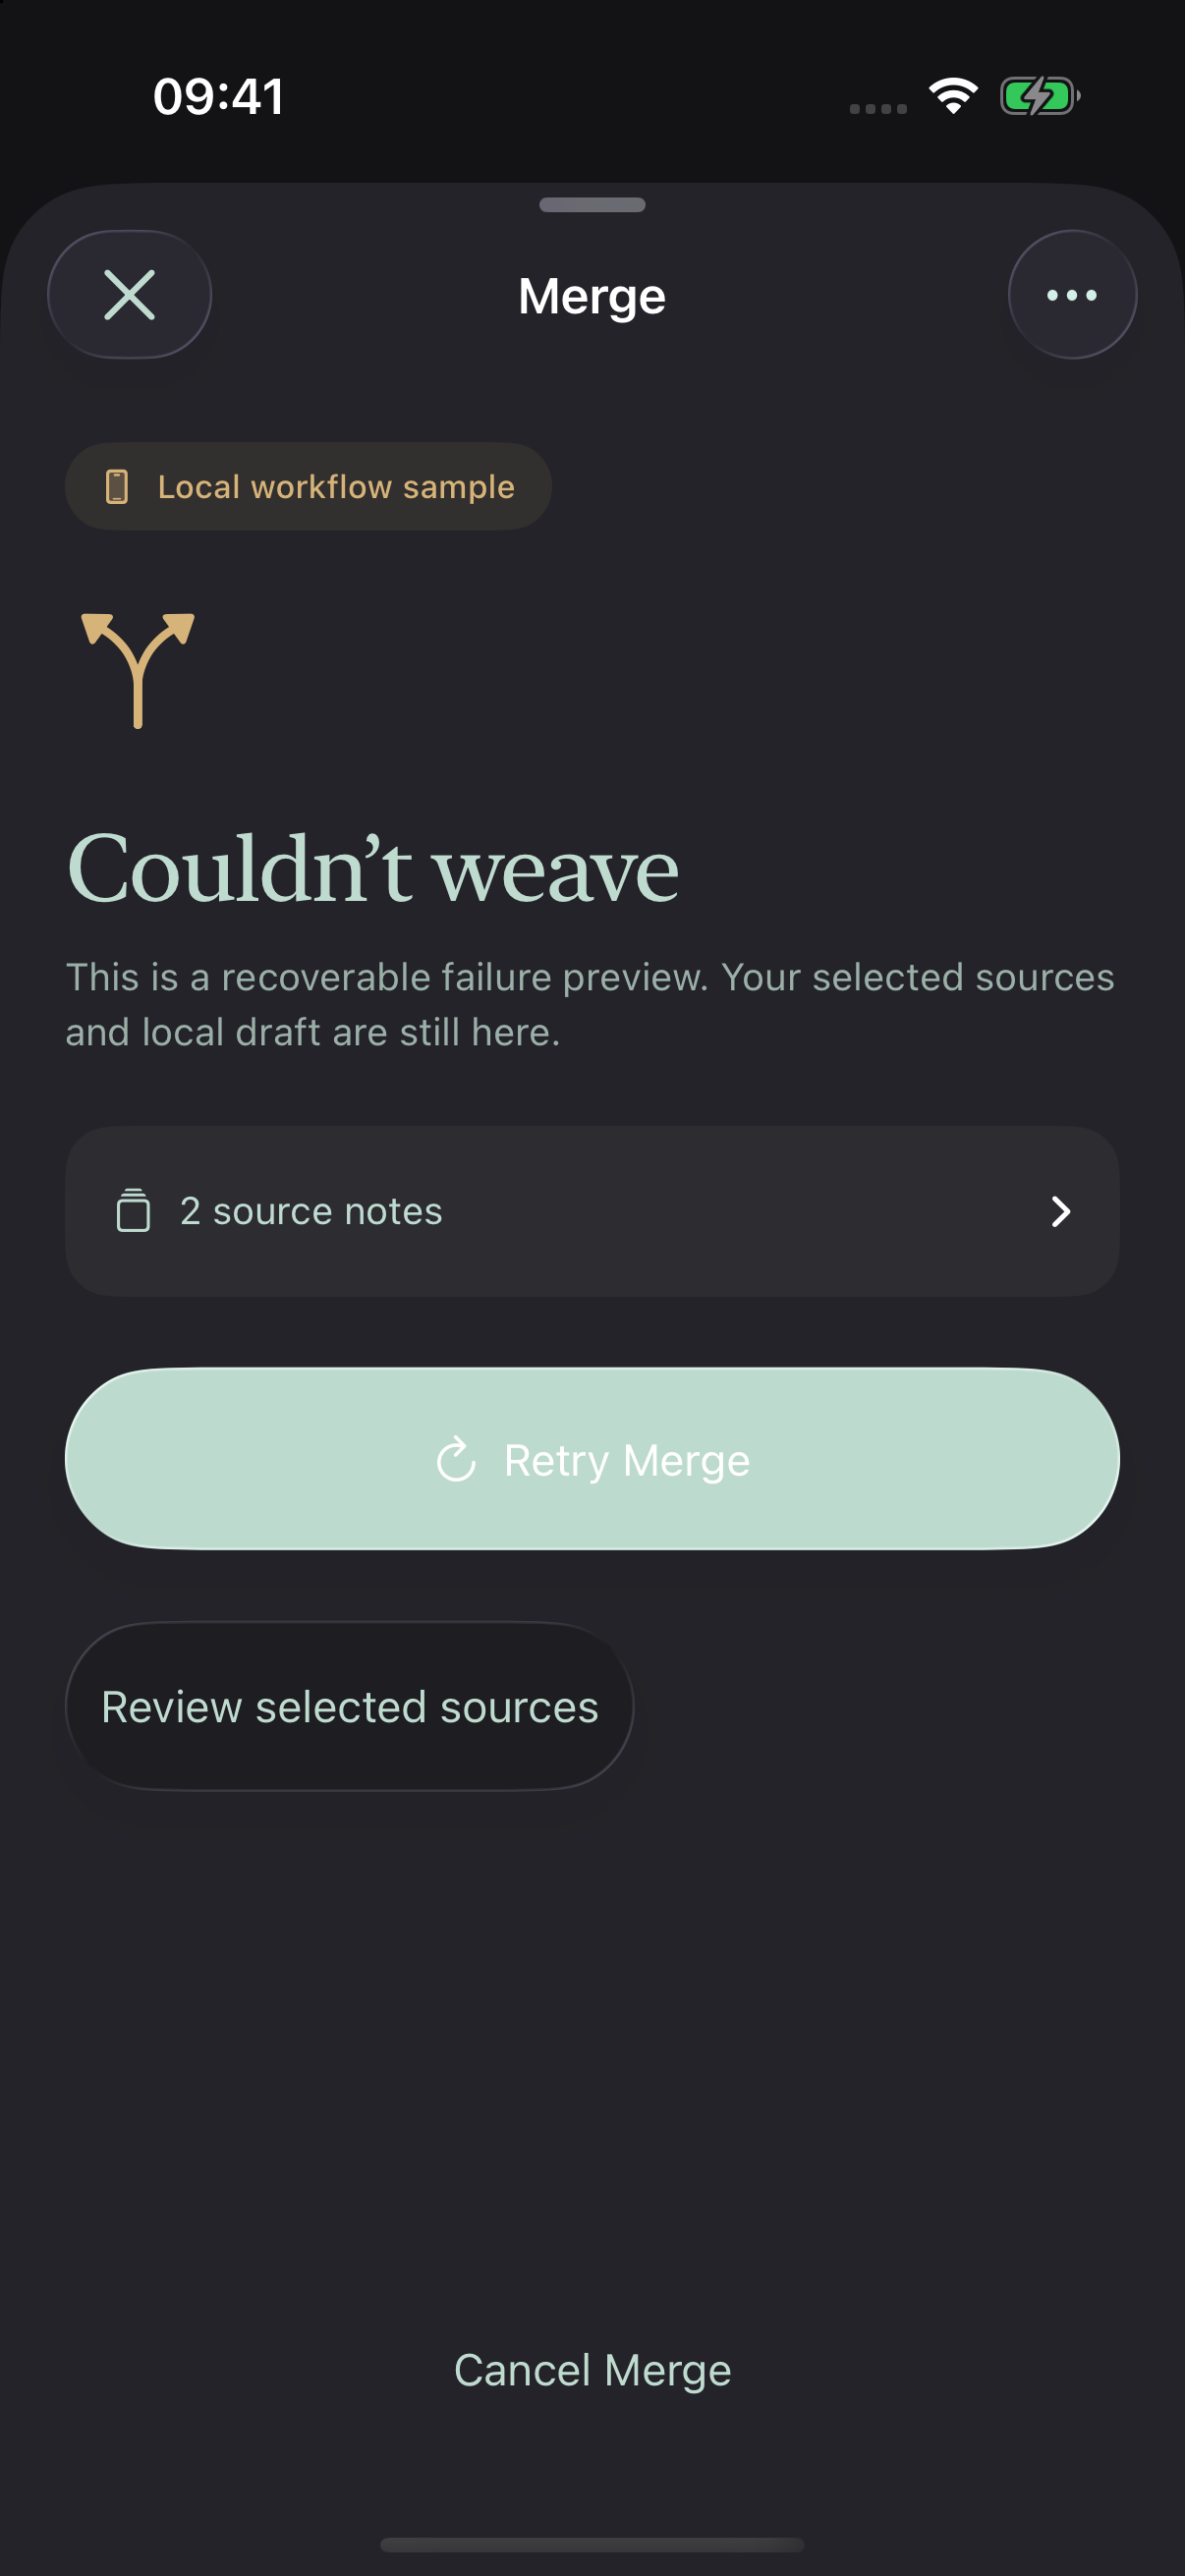 09:41
Merge
Local workflow sample
Couldn’t weave
This is a recoverable failure preview. Your selected sources
and local draft are still here.
2 source notes
Retry Merge
Review selected sources
Cancel Merge